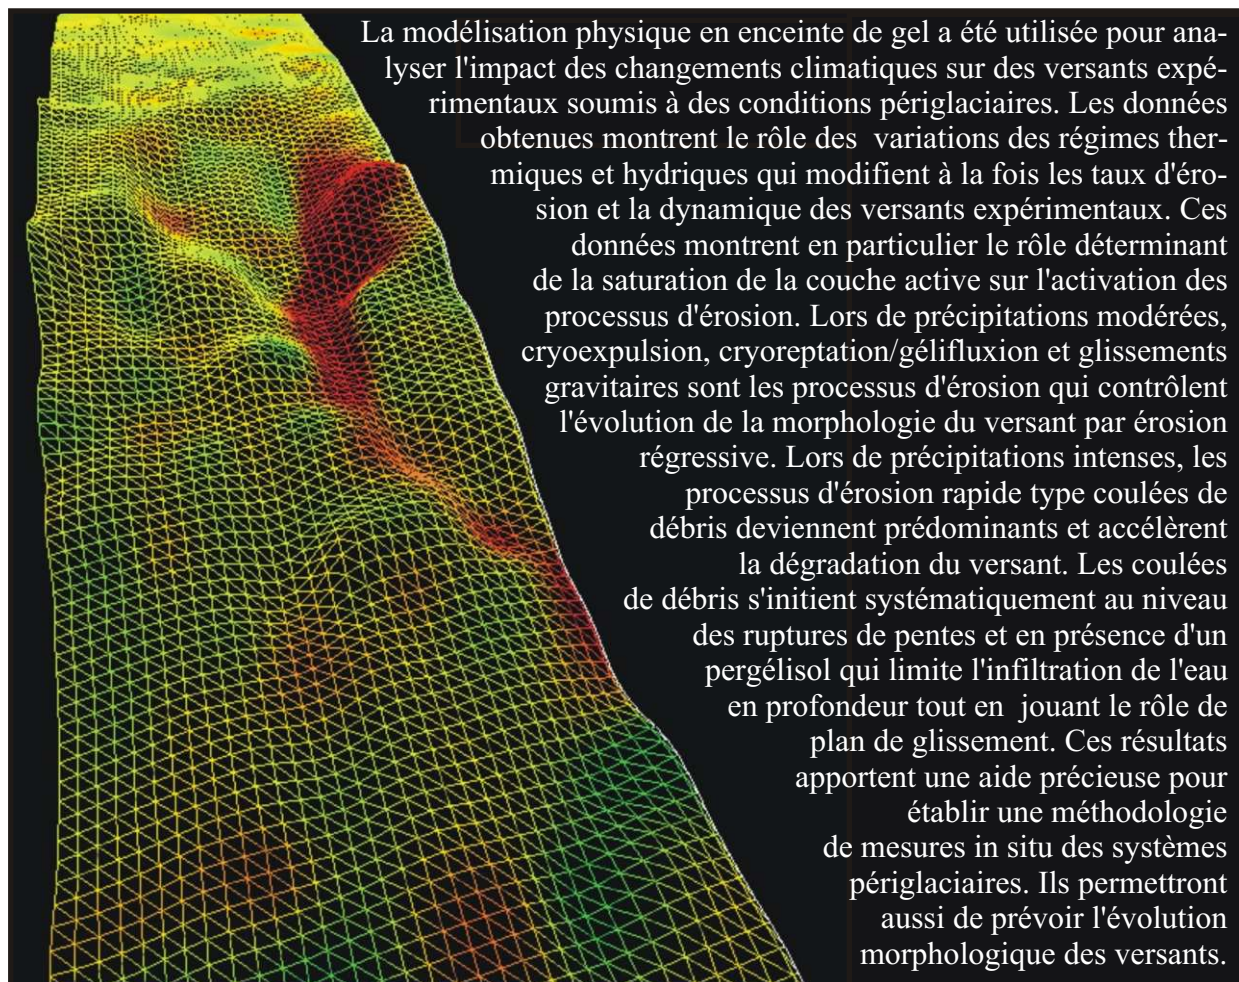 La modélisation physique en enceinte de gel a été utilisée pour ana-
lyser l'impact des changements climatiques sur des versants expé-
rimentaux soumis à des conditions périglaciaires. Les données
obtenues montrent le rôle des  variations des régimes ther-
miques et hydriques qui modifient à la fois les taux d'éro-
sion et la dynamique des versants expérimentaux. Ces
données montrent en particulier le rôle déterminant
de la saturation de la couche active sur l'activation des
processus d'érosion. Lors de précipitations modérées,
cryoexpulsion, cryoreptation/gélifluxion et glissements
gravitaires sont les processus d'érosion qui contrôlent
l'évolution de la morphologie du versant par érosion
régressive. Lors de précipitations intenses, les
processus d'érosion rapide type coulées de
débris deviennent prédominants et accélèrent
la dégradation du versant. Les coulées
de débris s'initient systématiquement au niveau
des ruptures de pentes et en présence d'un
pergélisol qui limite l'infiltration de l'eau
en profondeur tout en  jouant le rôle de
plan de glissement. Ces résultats
apportent une aide précieuse pour
établir une méthodologie
de mesures in situ des systèmes
périglaciaires. Ils permettront
aussi de prévoir l'évolution
morphologique des versants.